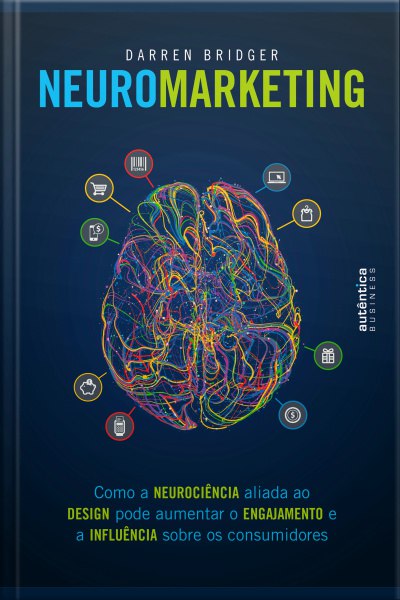 DARREN BRIDGER
NEUROMARKETING
autêntica
BUSINESS
Como a NEUROCIÊNCIA aliada ao
DESIGN pode aumentar o ENGAJAMENTO e
a INFLUÊNCIA sobre os consumidores